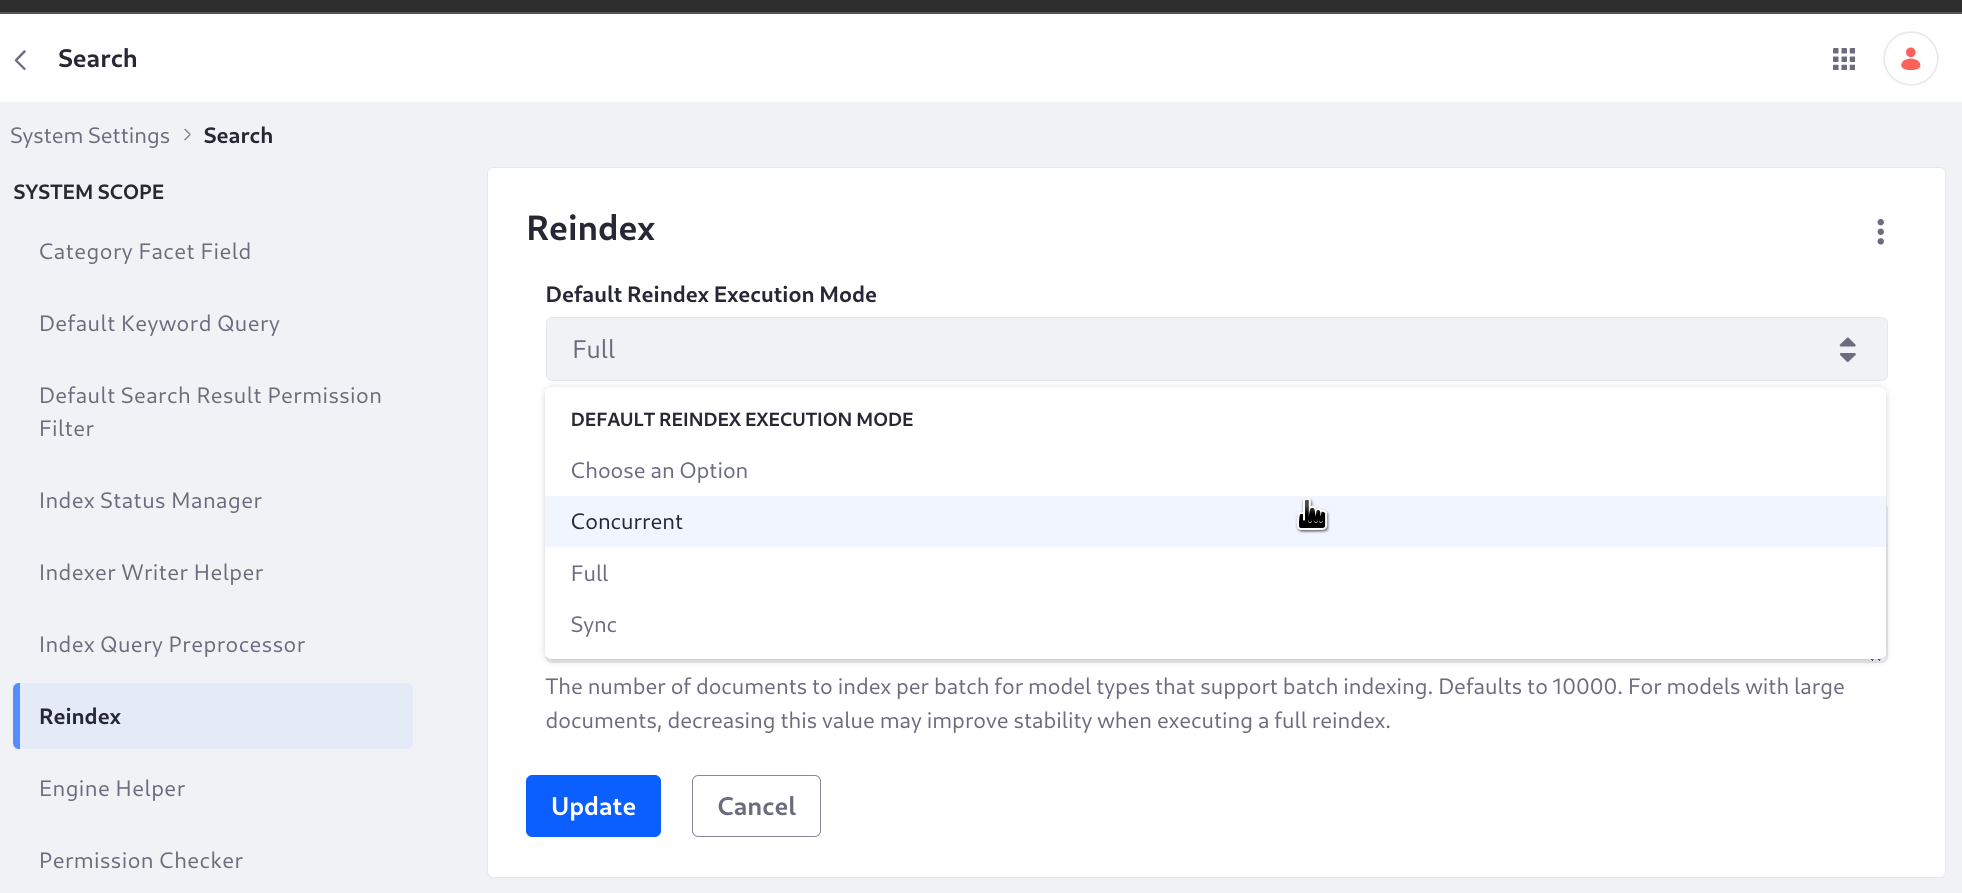 Search
System Settings > Search
SYSTEM SCOPE
Category Facet Field
Default Keyword Query
Default Search Result Permission
Filter
Index Status Manager
Indexer Writer Helper
Index Query Preprocessor
Reindex
Engine Helper
Permission Checker
Reindex
Default Reindex Execution Mode
Full
DEFAULT REINDEX EXECUTION MODE
Choose an Option
Concurrent
Full
Sync
The number of documents to index per batch for model types that support batch indexing. Defaults to 10000. For models with large
documents, decreasing this value may improve stability when executing a full reindex.
Update
Cancel